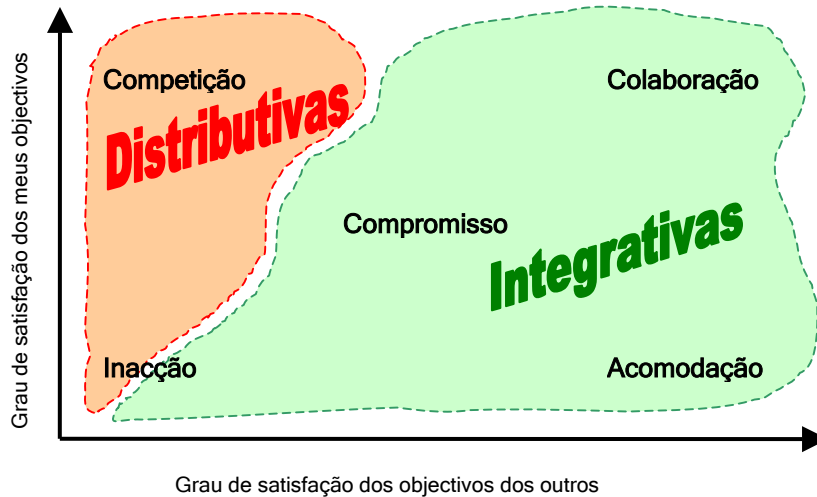 Grau de satisfação dos meus objectivos
Competição
Colaboração
Distributivas
Compromisso
Integrativas
Inacção
Acomodação
Grau de satisfação dos objectivos dos outros